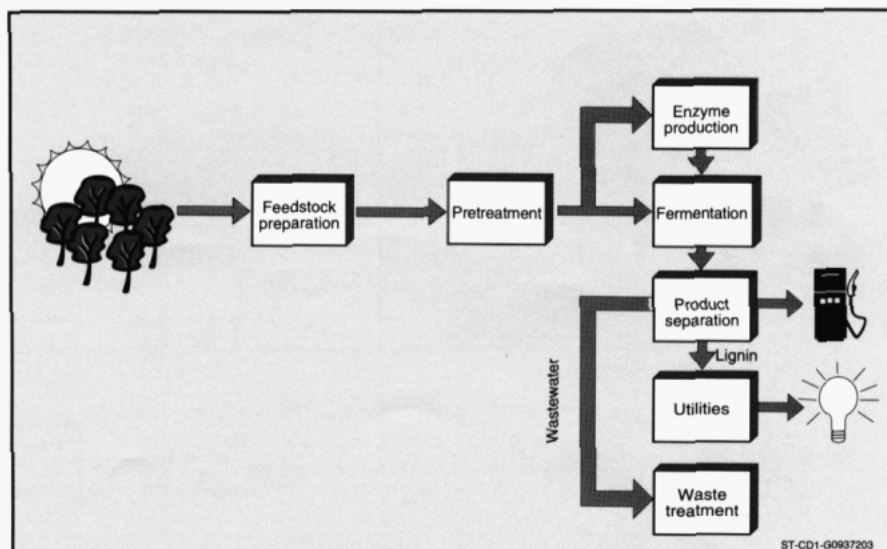 Enzyme
production
Feedstock
preparation
Pretreatment
Fermentation
Product
separation
Lignin
Wastewater
Utilities
Waste
treatment
ST-CD1-G0937203